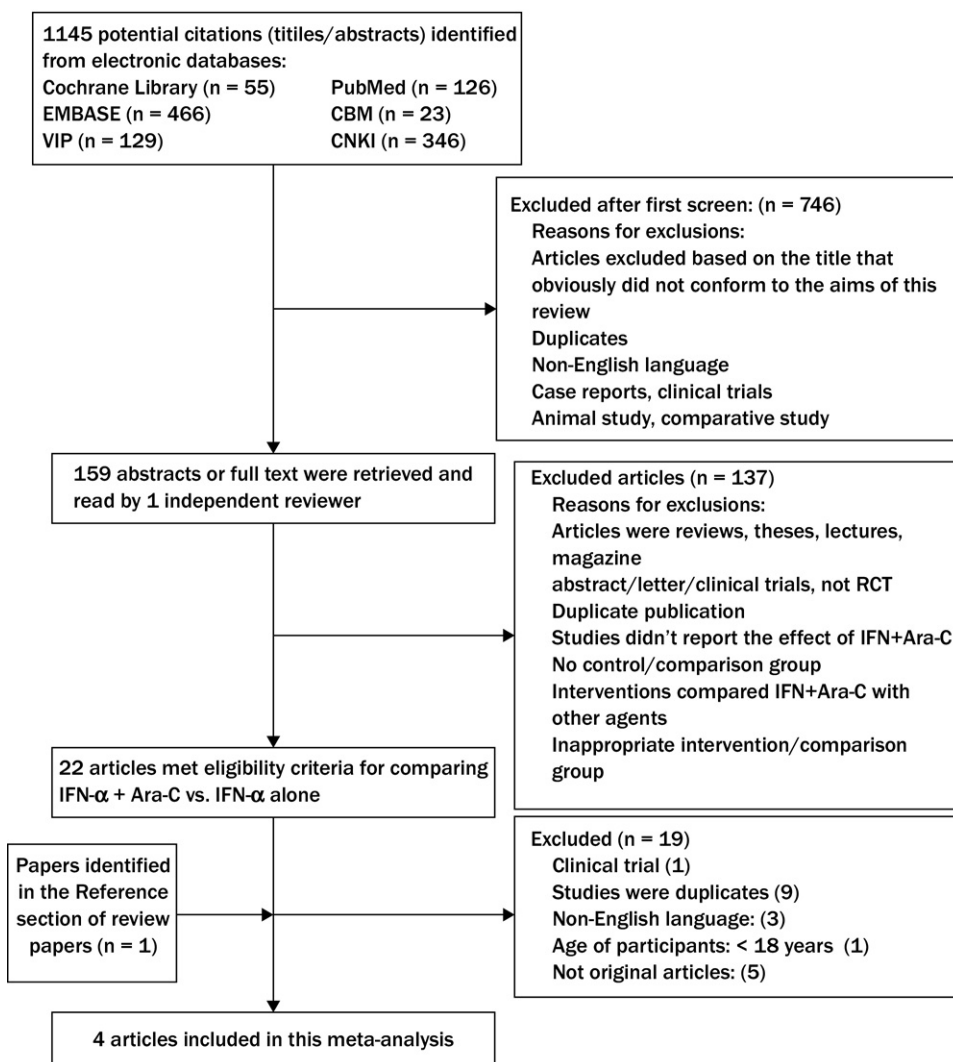 1145 potential citations (titiles/abstracts) identified
from electronic databases:
Cochrane Library (n = 55) PubMed (n = 126)
EMBASE (n = 466) CBM (n = 23)
VIP (n = 129) CNKI (n = 346)
Excluded after first screen: (n = 746)
Reasons for exclusions:
Articles excluded based on the title that
obviously did not conform to the aims of this
review
Duplicates
Non-English language
Case reports, clinical trials
Animal study, comparative study
159 abstracts or full text were retrieved and
read by 1 independent reviewer
Excluded articles (n = 137)
Reasons for exclusions:
Articles were reviews, theses, lectures,
magazine
abstract/letter/clinical trials, not RCT
Duplicate publication
Studies didn't report the effect of IFN+Ara-C
No control/comparison group
Interventions compared IFN+Ara-C with
other agents
Inappropriate intervention/comparison
group
22 articles met eligibility criteria for comparing
IFN-α + Ara-C vs. IFN-α alone
Papers identified
in the Reference
section of review
papers (n = 1)
Excluded (n = 19)
Clinical trial (1)
Studies were duplicates (9)
Non-English language: (3)
Age of participants: < 18 years (1)
Not original articles: (5)
4 articles included in this meta-analysis